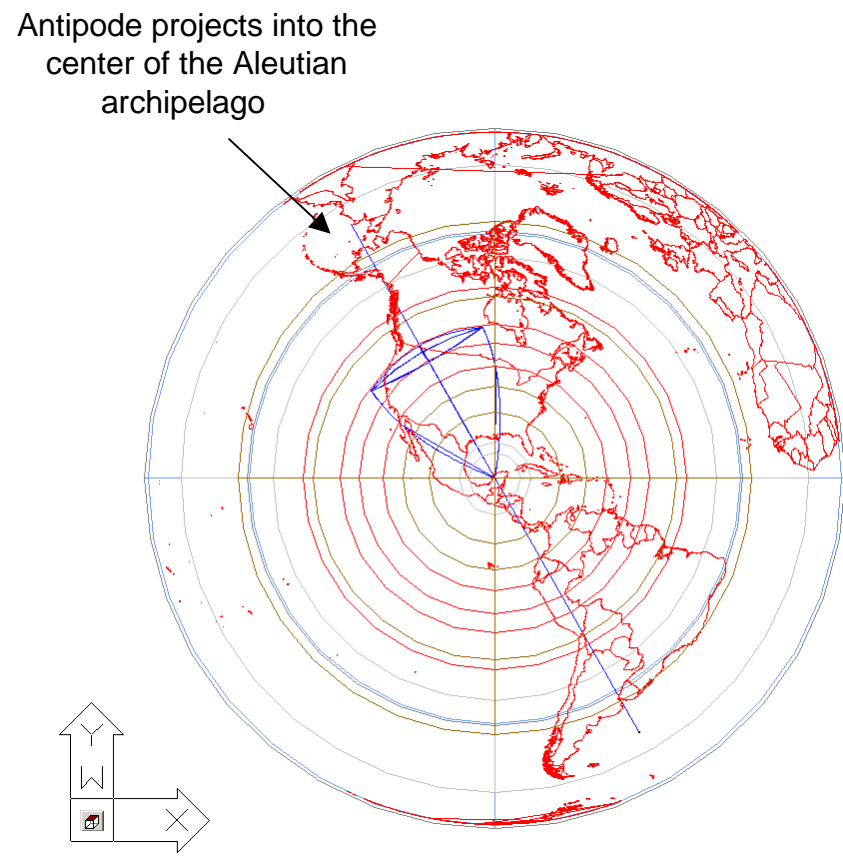 Antipode projects into the
center of the Aleutian
archipelago
Y
W
X